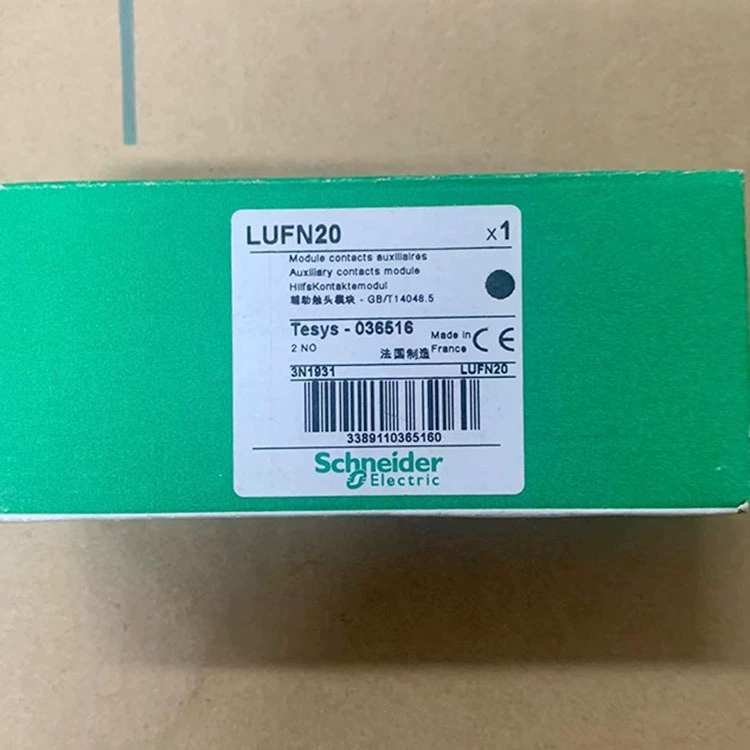 LUFN20 x1
Module contacts auxiliaires
Auxiliary contacts module
HilfsKontaktemodul
辅助触头模块 - GB/T14048.5
Tesys - 036516
2 NO
法国制造
Made in
France
CE
3N1931 LUFN20
3389110365160
Schneider
Electric